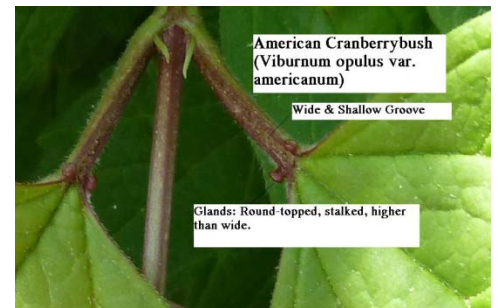 American Cranberrybush
(Viburnum opulus var.
americanum)
Wide & Shallow Groove
Glands: Round-topped, stalked, higher
than wide.